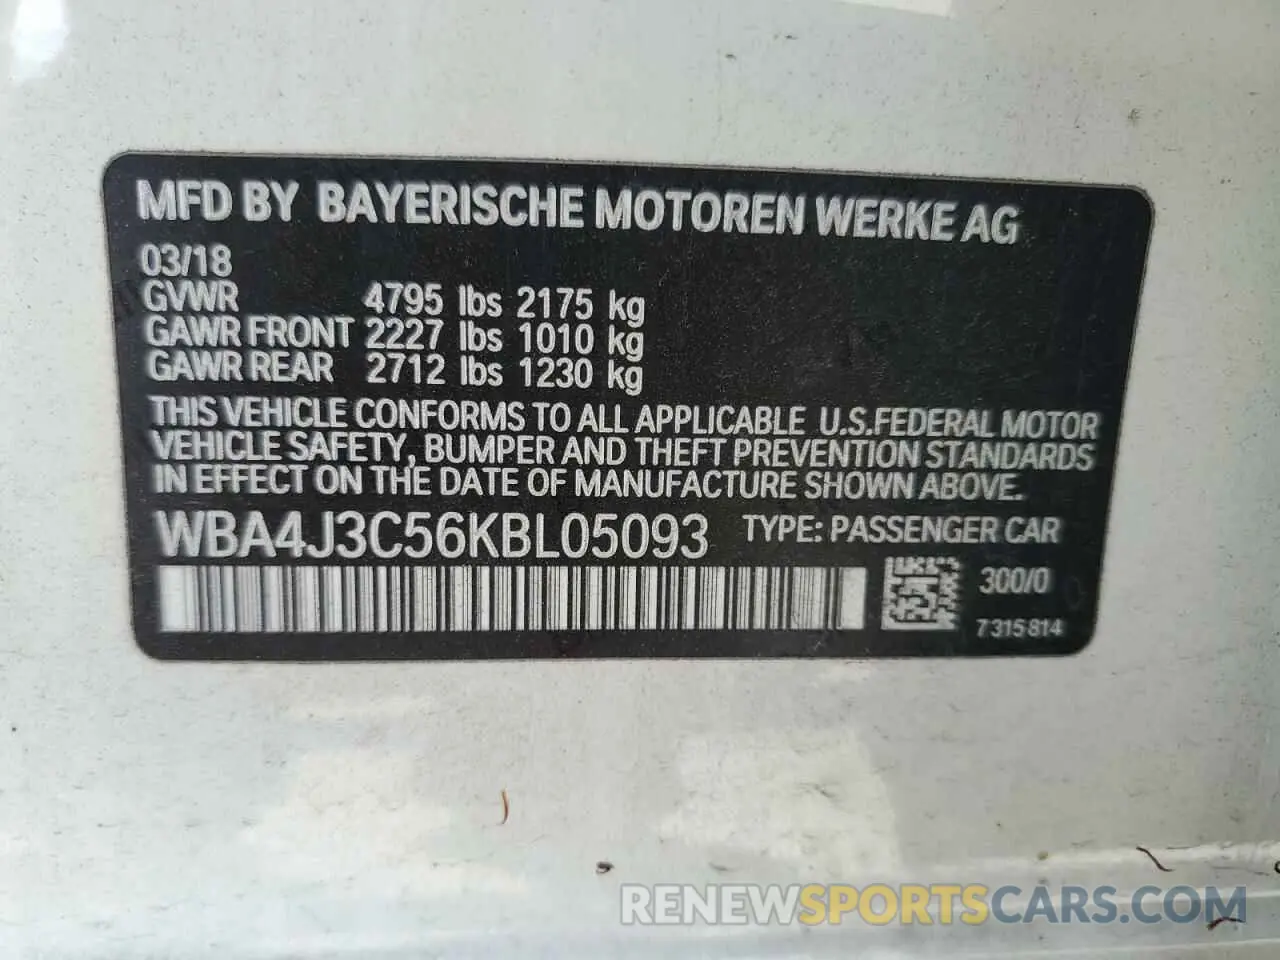 MFD BY BAYERISCHE MOTOREN WERKE AG
03/18
GVWR 4795 lbs 2175 kg
GAWR FRONT 2227 lbs 1010 kg
GAWR REAR 2712 lbs 1230 kg
THIS VEHICLE CONFORMS TO ALL APPLICABLE U.S.FEDERAL MOTOR
VEHICLE SAFETY, BUMPER AND THEFT PREVENTION STANDARDS
IN EFFECT ON THE DATE OF MANUFACTURE SHOWN ABOVE.
WBA4J3C56KBL05093 TYPE: PASSENGER CAR
300/0
7 315 814
RENEWSPORTSCARS.COM